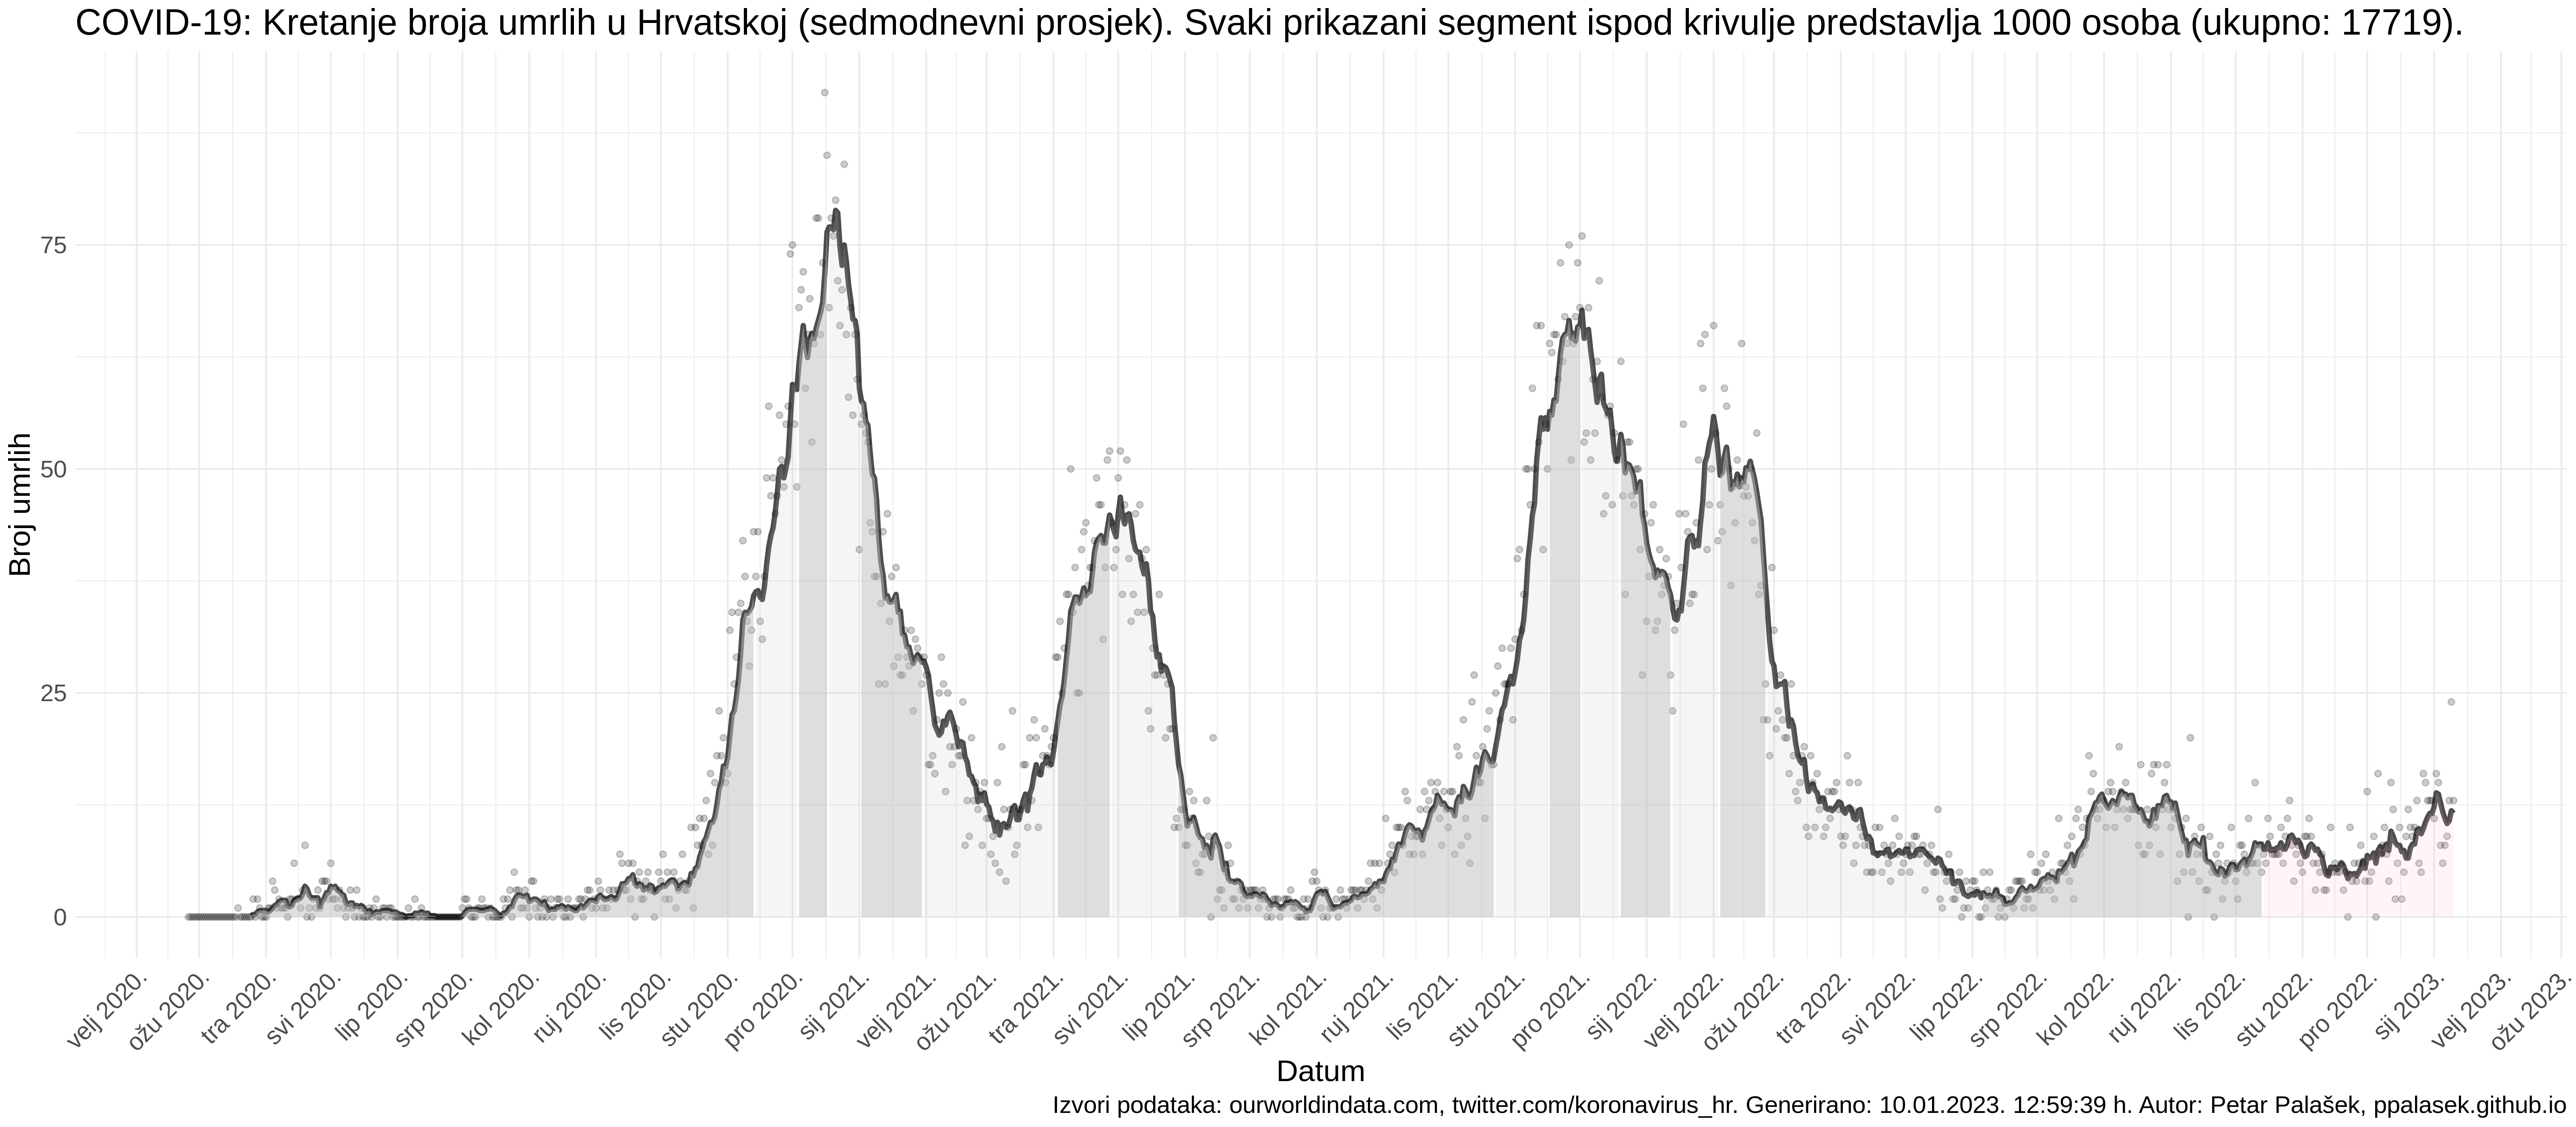 COVID-19: Kretanje broja umrlih u Hrvatskoj (sedmodnevni prosjek). Svaki prikazani segment ispod krivulje predstavlja 1000 osoba (ukupno: 17719).
Broj umrlih
75
50
25
0
velj 2020.
ožu 2020.
tra 2020.
svi 2020.
lip 2020.
srp 2020.
kol 2020.
ruj 2020.
lis 2020.
stu 2020.
pro 2020.
sij 2021.
velj 2021.
ožu 2021.
tra 2021.
svi 2021.
lip 2021.
srp 2021.
kol 2021.
ruj 2021.
lis 2021.
stu 2021.
pro 2021.
sij 2022.
velj 2022.
ožu 2022.
tra 2022.
svi 2022.
lip 2022.
srp 2022.
kol 2022.
ruj 2022.
lis 2022.
stu 2022.
pro 2022.
sij 2023.
velj 2023.
ožu 2023.
Datum
Izvori podataka: ourworldindata.com, twitter.com/koronavirus_hr. Generirano: 10.01.2023. 12:59:39 h. Autor: Petar Palašek, ppalasek.github.io